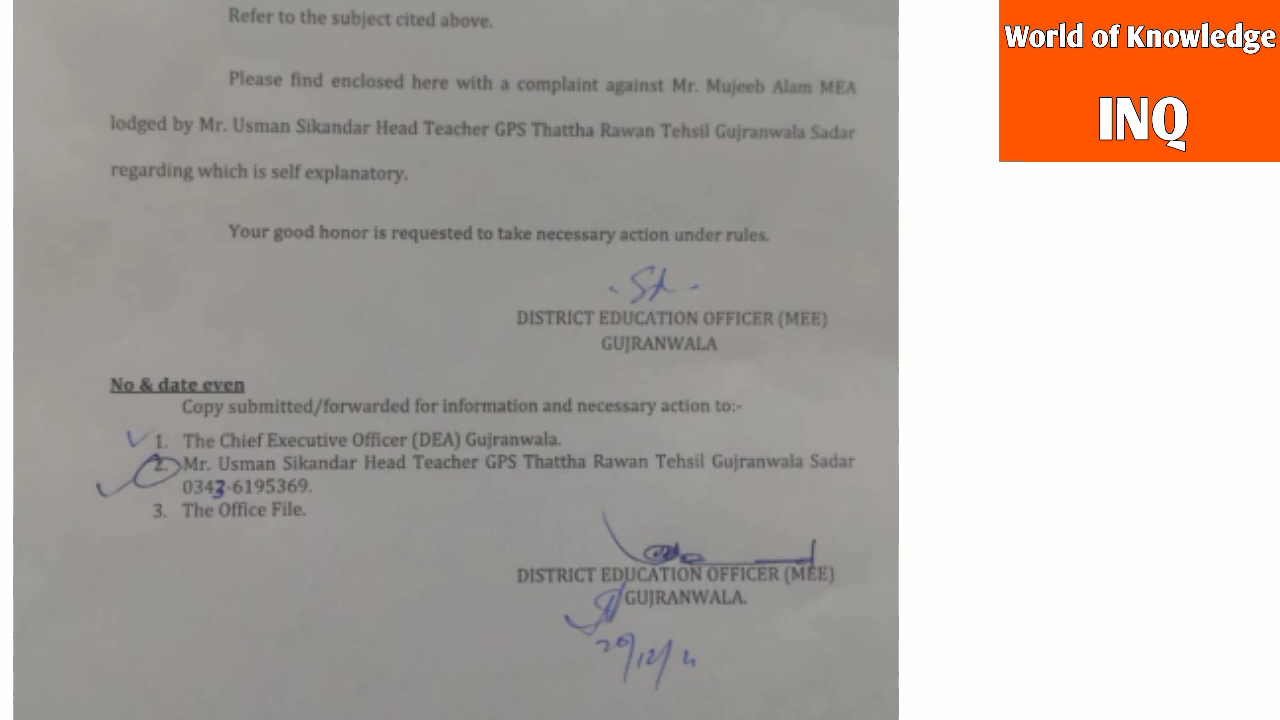 Refer to the subject cited above.
Please find enclosed here with a complaint against Mr. Mujeeb Alam MEA
lodged by Mr. Usman Sikandar Head Teacher GPS Thattha Rawan Tehsil Gujranwala Sadar
regarding which is self explanatory.
Your good honor is requested to take necessary action under rules.
DISTRICT EDUCATION OFFICER (MEE)
GUJRANWALA
No & date even
Copy submitted/forwarded for information and necessary action to:-
1. The Chief Executive Officer (DEA) Gujranwala.
2. Mr. Usman Sikandar Head Teacher GPS Thattha Rawan Tehsil Gujranwala Sadar
0343-6195369.
3. The Office File.
DISTRICT EDUCATION OFFICER (MEE)
GUJRANWALA.
World of Knowledge
INQ